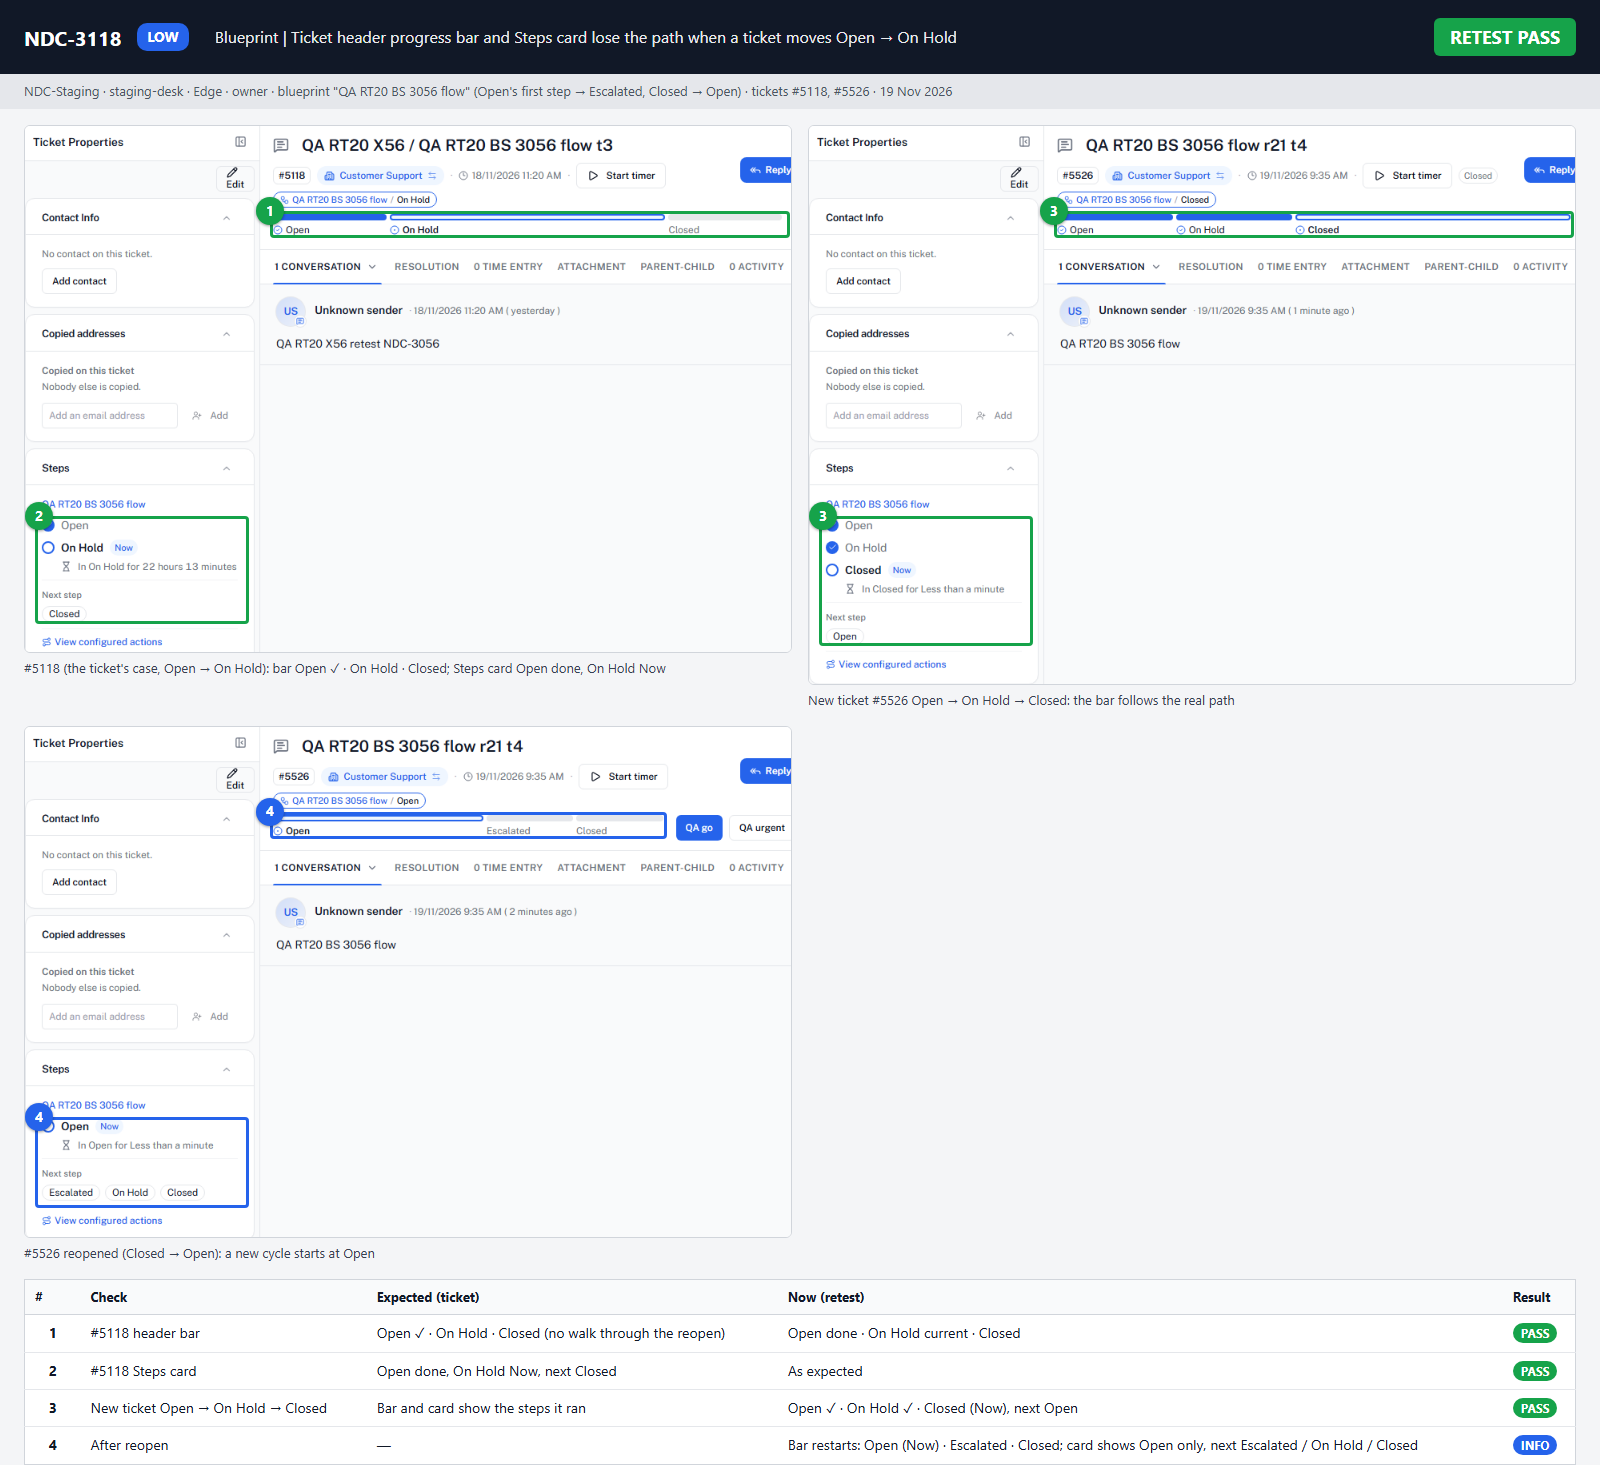 NDC-3118 LOW Blueprint | Ticket header progress bar and Steps card lose the path when a ticket moves Open → On Hold RETEST PASS
NDC-Staging · staging-desk · Edge · owner · blueprint "QA RT20 BS 3056 flow" (Open's first step → Escalated, Closed → Open) · tickets #5118, #5526 · 19 Nov 2026
Ticket Properties
Edit
Contact Info
No contact on this ticket.
Add contact
Copied addresses
Copied on this ticket
Nobody else is copied.
Add an email address Add
Steps
QA RT20 BS 3056 flow
2
Open
On Hold Now
In On Hold for 22 hours 13 minutes
Next step
Closed
View configured actions
QA RT20 X56 / QA RT20 BS 3056 flow t3
#5118 Customer Support · 18/11/2026 11:20 AM · Start timer Reply
QA RT20 BS 3056 flow / On Hold
1
Open On Hold Closed
1 CONVERSATION RESOLUTION 0 TIME ENTRY ATTACHMENT PARENT-CHILD 0 ACTIVITY
US Unknown sender · 18/11/2026 11:20 AM ( yesterday )
QA RT20 X56 retest NDC-3056
#5118 (the ticket's case, Open → On Hold): bar Open ✓ · On Hold · Closed; Steps card Open done, On Hold Now
Ticket Properties
Edit
Contact Info
No contact on this ticket.
Add contact
Copied addresses
Copied on this ticket
Nobody else is copied.
Add an email address Add
Steps
QA RT20 BS 3056 flow
3
Open
On Hold
Closed Now
In Closed for Less than a minute
Next step
Open
View configured actions
QA RT20 BS 3056 flow r21 t4
#5526 Customer Support · 19/11/2026 9:35 AM · Start timer Closed Reply
QA RT20 BS 3056 flow / Closed
3
Open On Hold Closed
1 CONVERSATION RESOLUTION 0 TIME ENTRY ATTACHMENT PARENT-CHILD 0 ACTIVITY
US Unknown sender · 19/11/2026 9:35 AM ( 1 minute ago )
QA RT20 BS 3056 flow
New ticket #5526 Open → On Hold → Closed: the bar follows the real path
Ticket Properties
Edit
Contact Info
No contact on this ticket.
Add contact
Copied addresses
Copied on this ticket
Nobody else is copied.
Add an email address Add
Steps
QA RT20 BS 3056 flow
4
Open Now
In Open for Less than a minute
Next step
Escalated On Hold Closed
View configured actions
QA RT20 BS 3056 flow r21 t4
#5526 Customer Support · 19/11/2026 9:35 AM · Start timer Reply
QA RT20 BS 3056 flow / Open
4
Open Escalated Closed QA go QA urgent
1 CONVERSATION RESOLUTION 0 TIME ENTRY ATTACHMENT PARENT-CHILD 0 ACTIVITY
US Unknown sender · 19/11/2026 9:35 AM ( 2 minutes ago )
QA RT20 BS 3056 flow
#5526 reopened (Closed → Open): a new cycle starts at Open
# Check Expected (ticket) Now (retest) Result
1 #5118 header bar Open ✓ · On Hold · Closed (no walk through the reopen) Open done · On Hold current · Closed PASS
2 #5118 Steps card Open done, On Hold Now, next Closed As expected PASS
3 New ticket Open → On Hold → Closed Bar and card show the steps it ran Open ✓ · On Hold ✓ · Closed (Now), next Open PASS
4 After reopen — Bar restarts: Open (Now) · Escalated · Closed; card shows Open only, next Escalated / On Hold / Closed INFO